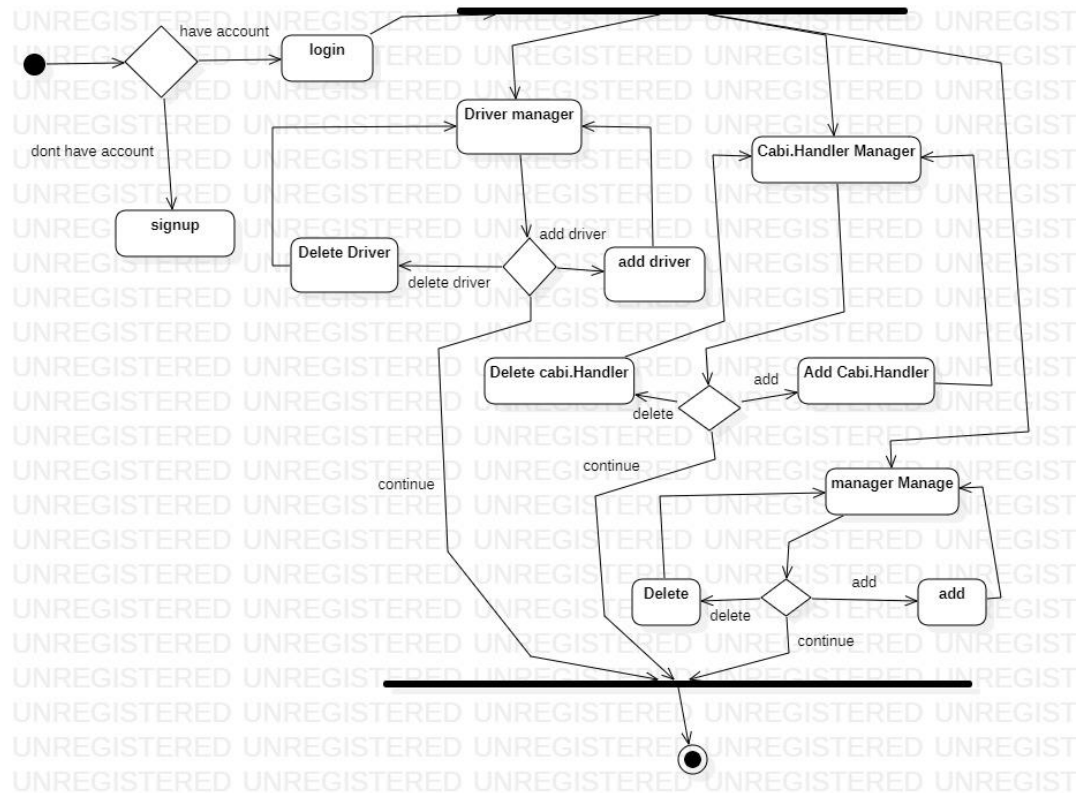 have account
login
Driver manager
dont have account
Cabi.Handler Manager
signup
add driver
Delete Driver
add driver
delete driver
Delete cabi.Handler
add
Add Cabi.Handler
delete
continue
continue
manager Manage
Delete
add
add
delete
continue
UNREGISTERED UNREGISTERED UNREGISTERED UNREGISTERED UNREGIST